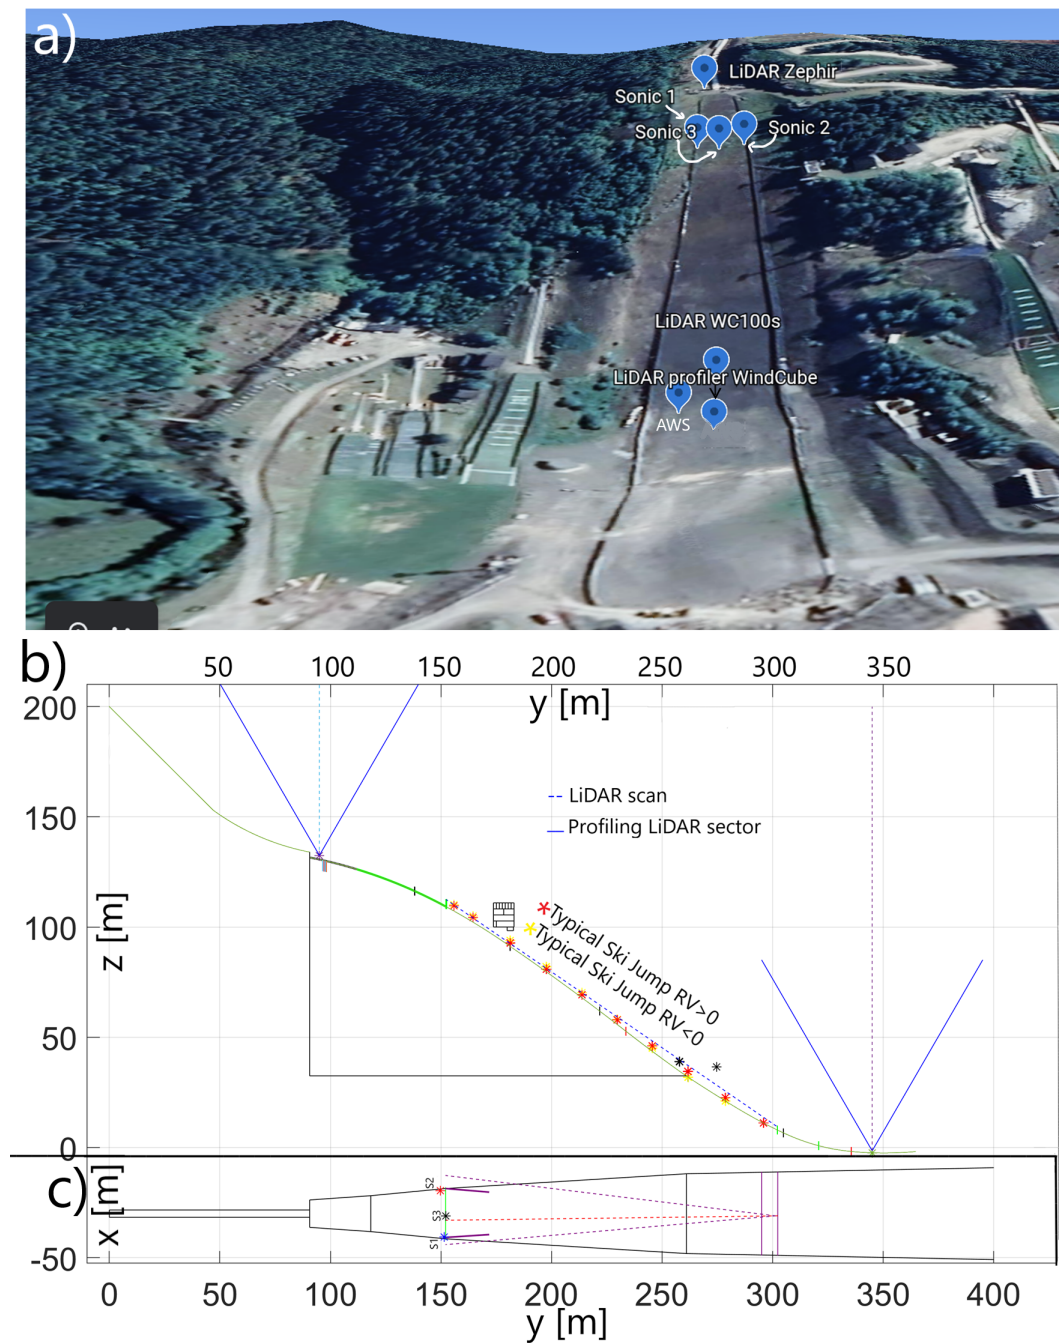 a)
LiDAR Zephir
Sonic 1
Sonic 3
Sonic 2
LiDAR WC100s
LiDAR profiler WindCube
AWS
b)
50 100 150 200 250 300 350
y [m]
200
150
100
50
0
z [m]
LiDAR scan
Profiling LiDAR sector
Typical Ski Jump RV>0
Typical Ski Jump RV<0
c)
x [m]
-50
S2
S3
S1
0 50 100 150 200 250 300 350 400
y [m]